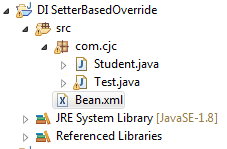 DI SetterBasedOverride
src
com.cjc
Student.java
Test.java
Bean.xml
JRE System Library [JavaSE-1.8]
Referenced Libraries